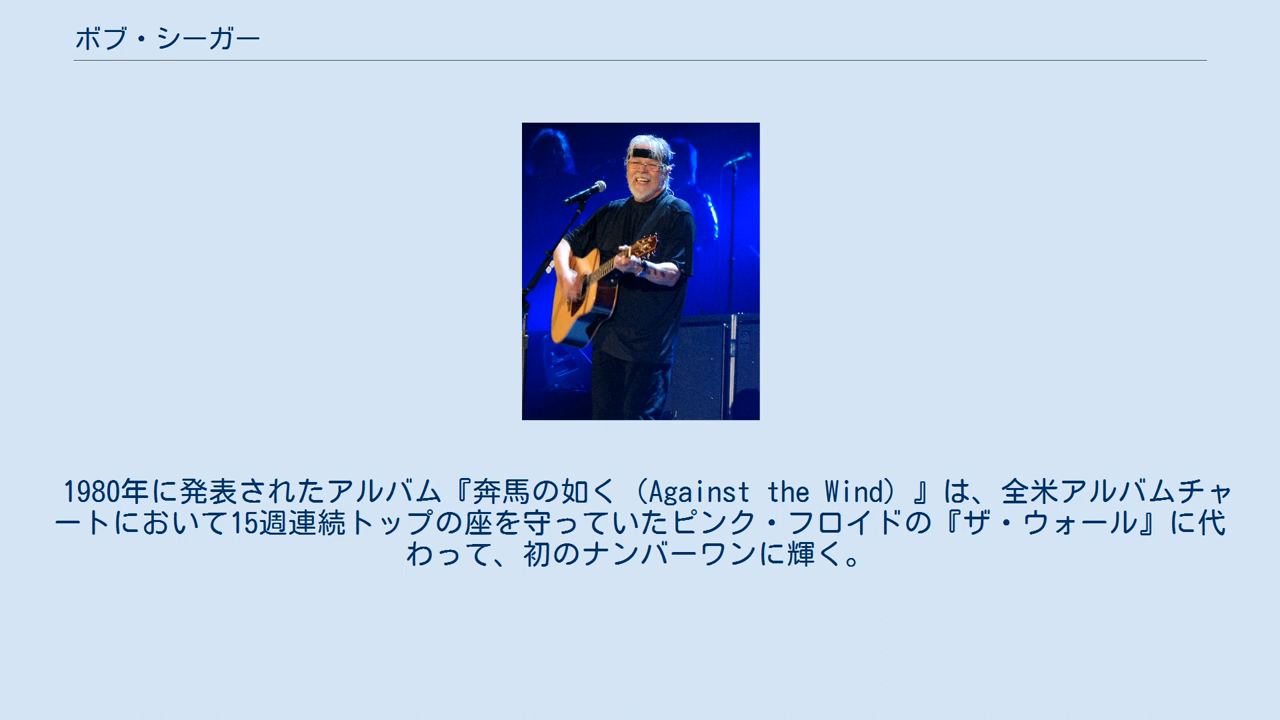 ボブ・シーガー
1980年に発表されたアルバム『奔馬の如く（Against the Wind）』は、全米アルバムチャ
ートにおいて15週連続トップの座を守っていたピンク・フロイドの『ザ・ウォール』に代
わって、初のナンバーワンに輝く。